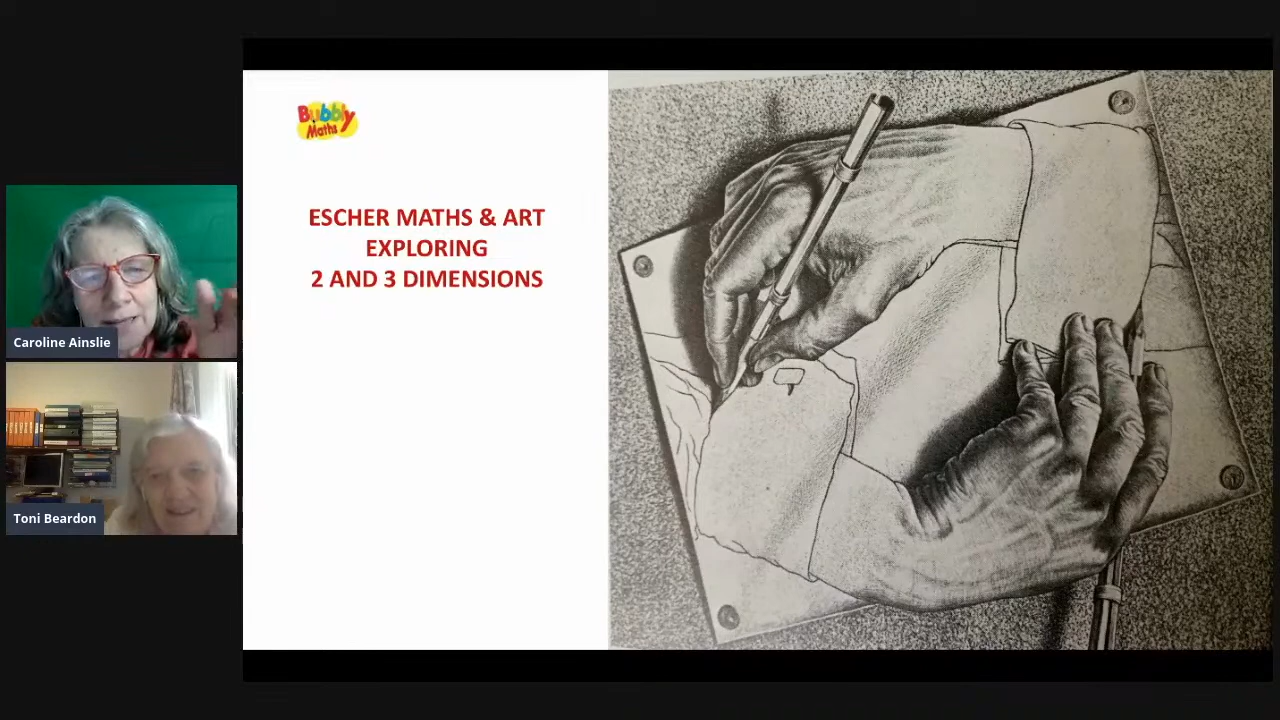 Bubbly
Maths
ESCHER MATHS & ART
EXPLORING
2 AND 3 DIMENSIONS
Caroline Ainslie
Toni Beardon